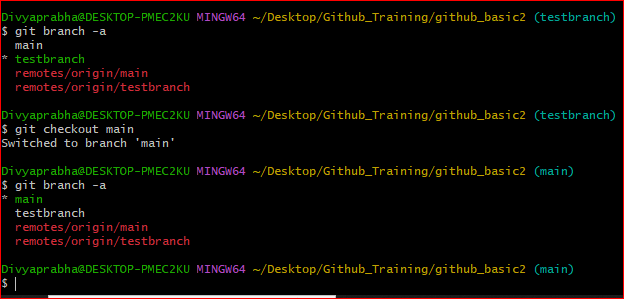 Divyaprabha@DESKTOP-PMEC2KU MINGW64 ~/Desktop/Github_Training/github_basic2 (testbranch)
$ git branch -a
  main
* testbranch
  remotes/origin/main
  remotes/origin/testbranch
Divyaprabha@DESKTOP-PMEC2KU MINGW64 ~/Desktop/Github_Training/github_basic2 (testbranch)
$ git checkout main
Switched to branch 'main'
Divyaprabha@DESKTOP-PMEC2KU MINGW64 ~/Desktop/Github_Training/github_basic2 (main)
$ git branch -a
* main
  testbranch
  remotes/origin/main
  remotes/origin/testbranch
Divyaprabha@DESKTOP-PMEC2KU MINGW64 ~/Desktop/Github_Training/github_basic2 (main)
$